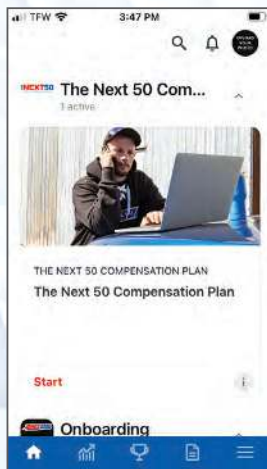 TFW 3:47 PM
NEXT50 The Next 50 Com...
1 active
THE NEXT 50 COMPENSATION PLAN
The Next 50 Compensation Plan
Start
Onboarding